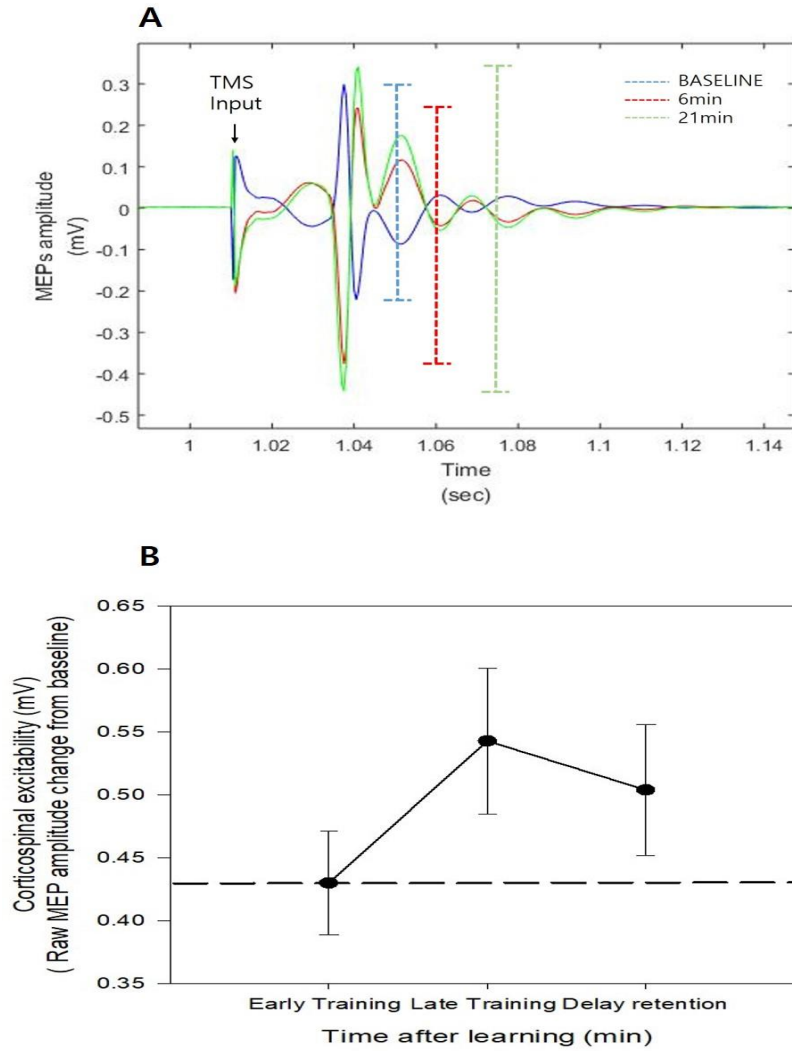 A
TMS
Input
BASELINE
6min
21min
0.3
0.2
0.1
0
-0.1
-0.2
-0.3
-0.4
-0.5
MEPs amplitude
(mV)
1
1.02
1.04
1.06
1.08
1.1
1.12
1.14
Time
(sec)
B
0.65
0.60
0.55
0.50
0.45
0.40
0.35
Corticospinal excitability (mV)
( Raw MEP amplitude change from baseline)
Early Training Late Training Delay retention
Time after learning (min)